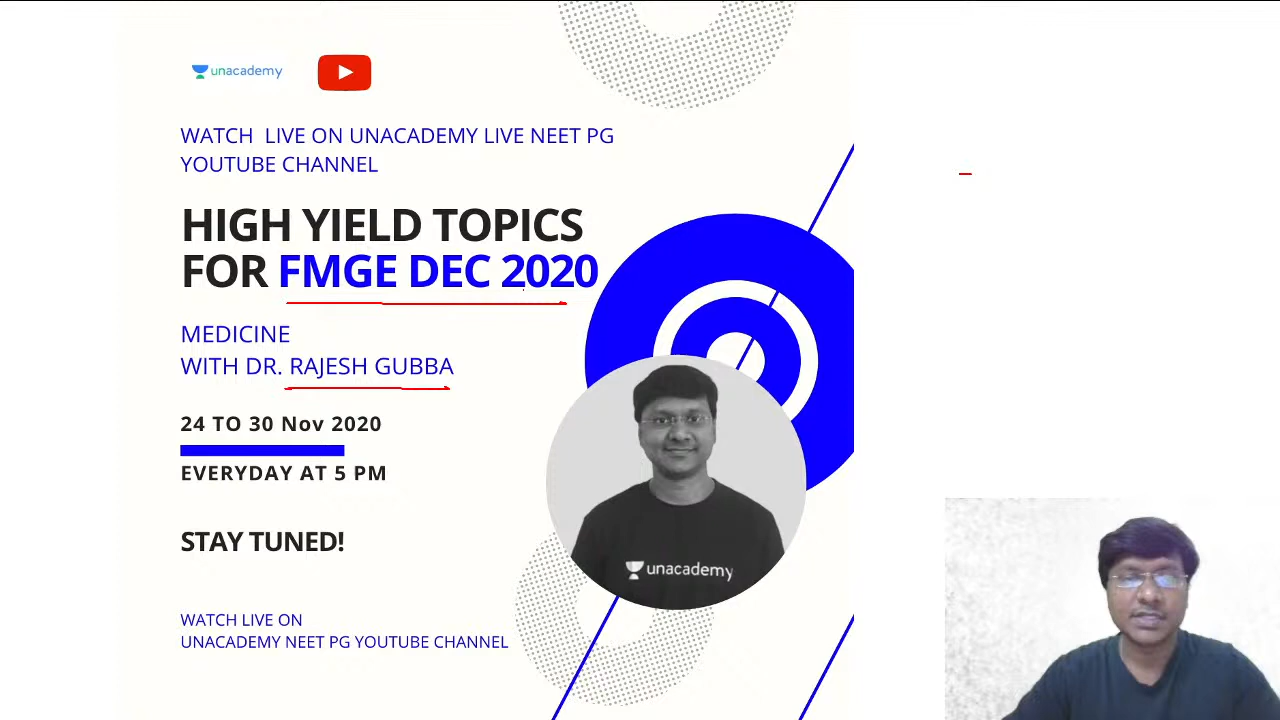 unacademy
WATCH LIVE ON UNACADEMY LIVE NEET PG
YOUTUBE CHANNEL
HIGH YIELD TOPICS
FOR FMGE DEC 2020
MEDICINE
WITH DR. RAJESH GUBBA
24 TO 30 Nov 2020
EVERYDAY AT 5 PM
STAY TUNED!
unacademy
WATCH LIVE ON
UNACADEMY NEET PG YOUTUBE CHANNEL